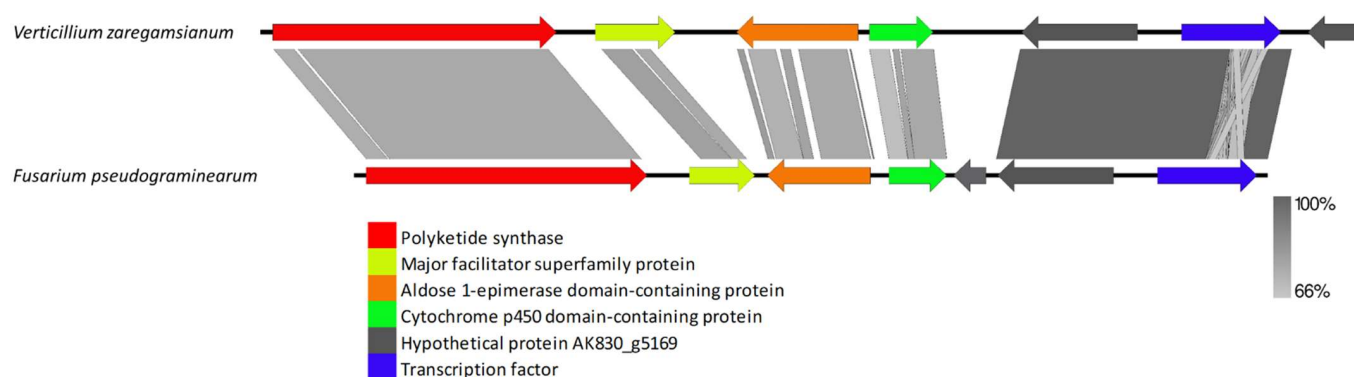 Verticillium zaregamsianum
Fusarium pseudograminearum
100%
66%
Polyketide synthase
Major facilitator superfamily protein
Aldose 1-epimerase domain-containing protein
Cytochrome p450 domain-containing protein
Hypothetical protein AK830_g5169
Transcription factor